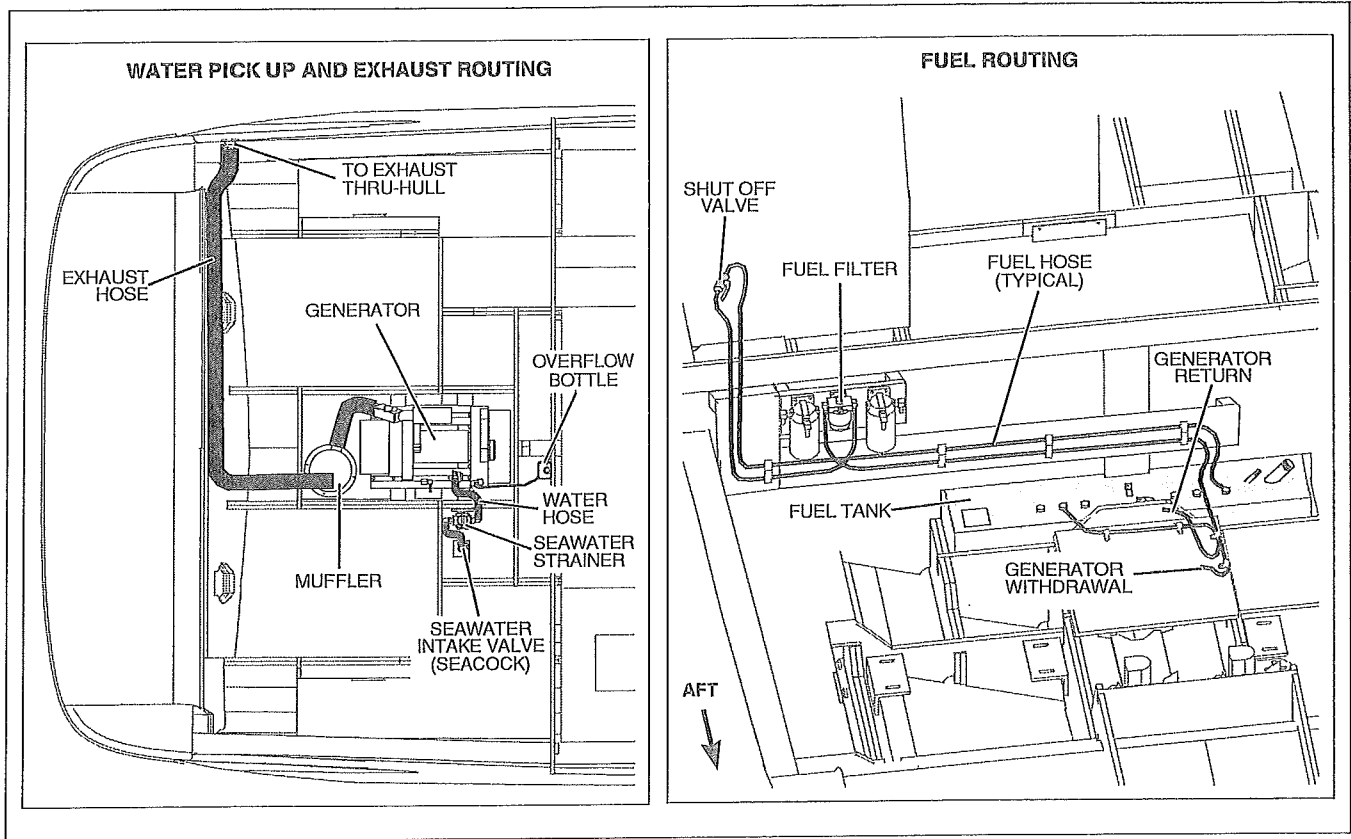 WATER PICK UP AND EXHAUST ROUTING
TO EXHAUST
THRU-HULL
EXHAUST
HOSE
GENERATOR
OVERFLOW
BOTTLE
WATER
HOSE
SEAWATER
STRAINER
MUFFLER
SEAWATER
INTAKE VALVE
(SEACOCK)
FUEL ROUTING
SHUT OFF
VALVE
FUEL FILTER
FUEL HOSE
(TYPICAL)
GENERATOR
RETURN
FUEL TANK
GENERATOR
WITHDRAWAL
AFT